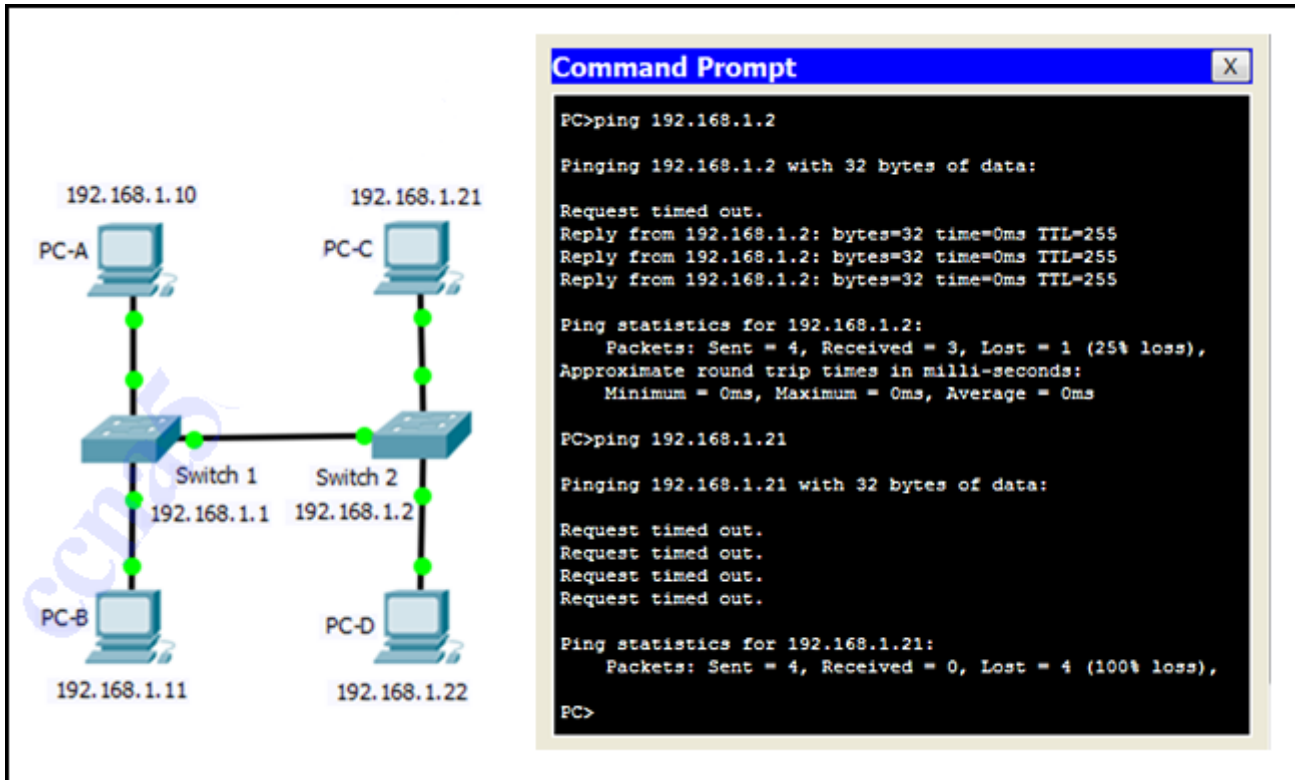 192.168.1.10
192.168.1.21
PC-A
PC-C
Switch 1
Switch 2
192.168.1.1
192.168.1.2
PC-B
PC-D
192.168.1.11
192.168.1.22
ccna5
Command Prompt
X
PC>ping 192.168.1.2
Pinging 192.168.1.2 with 32 bytes of data:
Request timed out.
Reply from 192.168.1.2: bytes=32 time=0ms TTL=255
Reply from 192.168.1.2: bytes=32 time=0ms TTL=255
Reply from 192.168.1.2: bytes=32 time=0ms TTL=255
Ping statistics for 192.168.1.2:
Packets: Sent = 4, Received = 3, Lost = 1 (25% loss),
Approximate round trip times in milli-seconds:
Minimum = 0ms, Maximum = 0ms, Average = 0ms
PC>ping 192.168.1.21
Pinging 192.168.1.21 with 32 bytes of data:
Request timed out.
Request timed out.
Request timed out.
Request timed out.
Ping statistics for 192.168.1.21:
Packets: Sent = 4, Received = 0, Lost = 4 (100% loss),
PC>